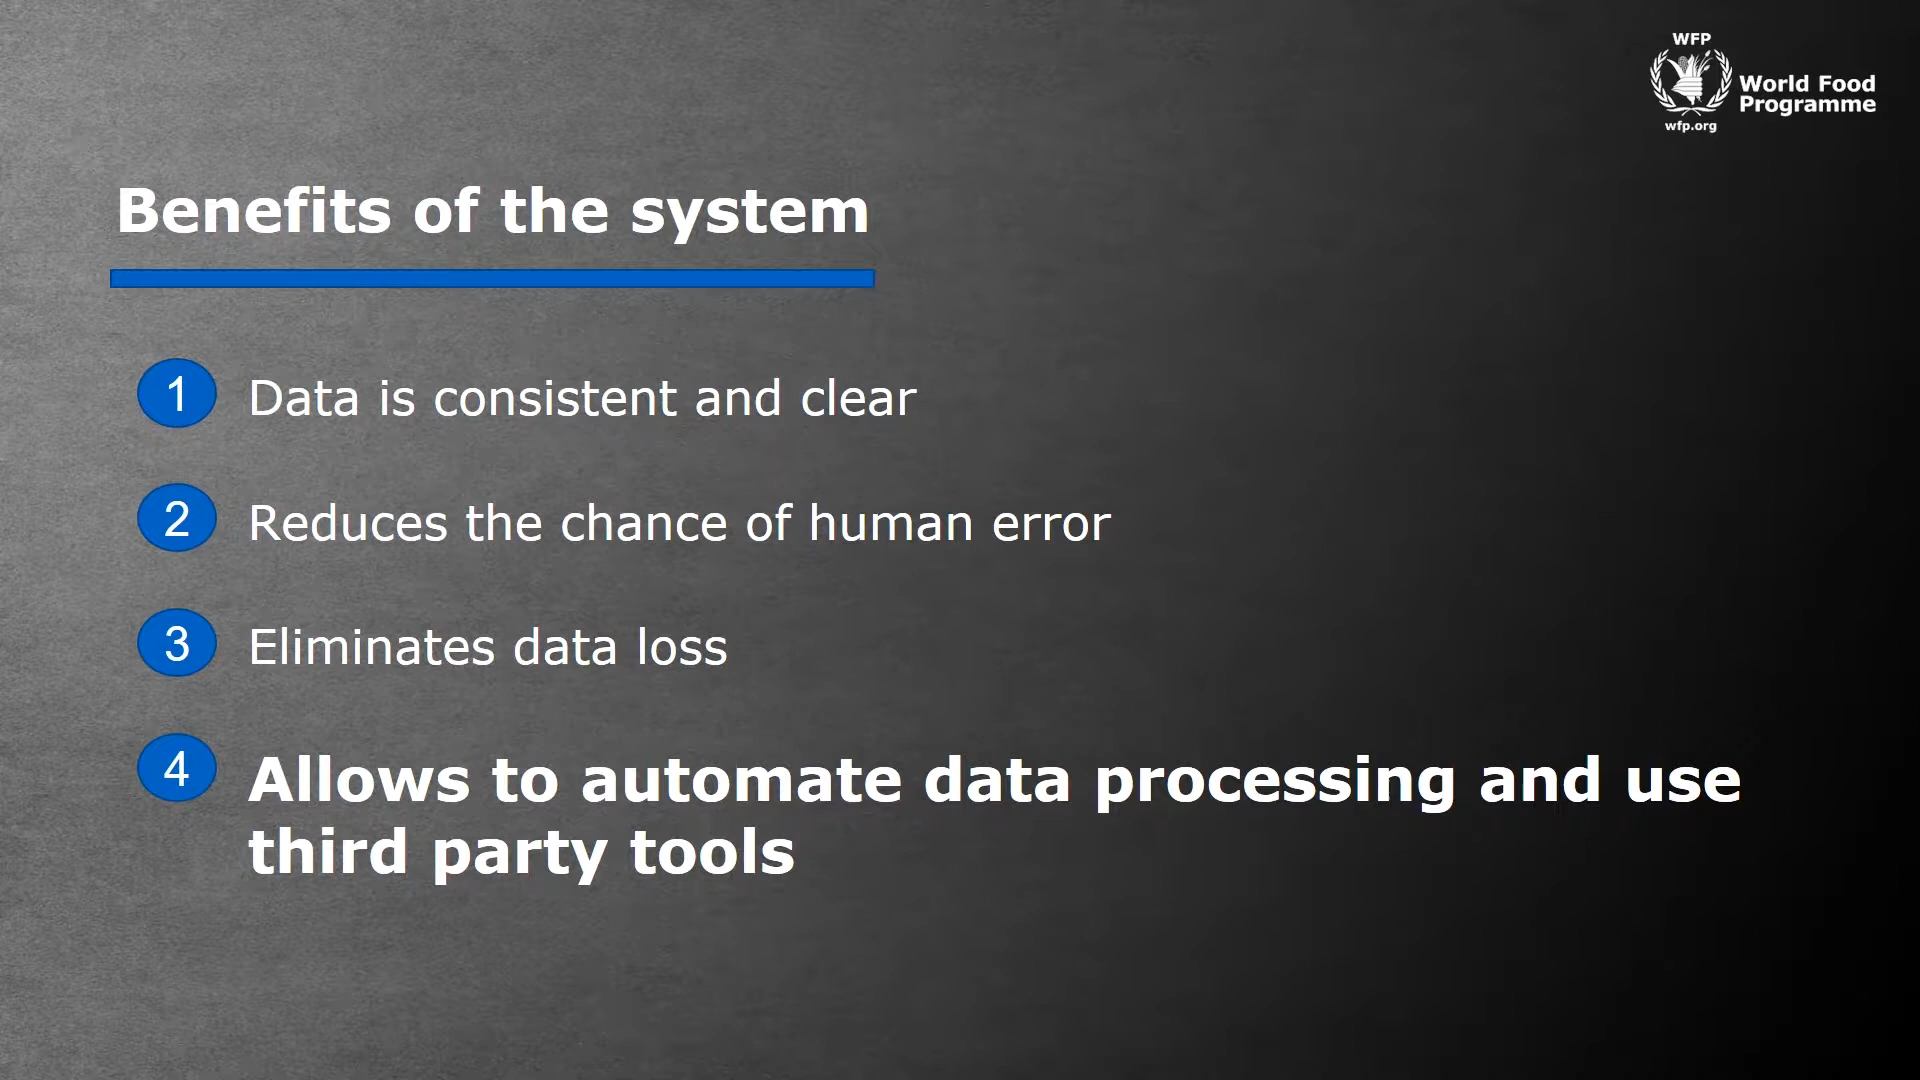 WFP
World Food
Programme
wfp.org
Benefits of the system
1 Data is consistent and clear
2 Reduces the chance of human error
3 Eliminates data loss
4 Allows to automate data processing and use
third party tools